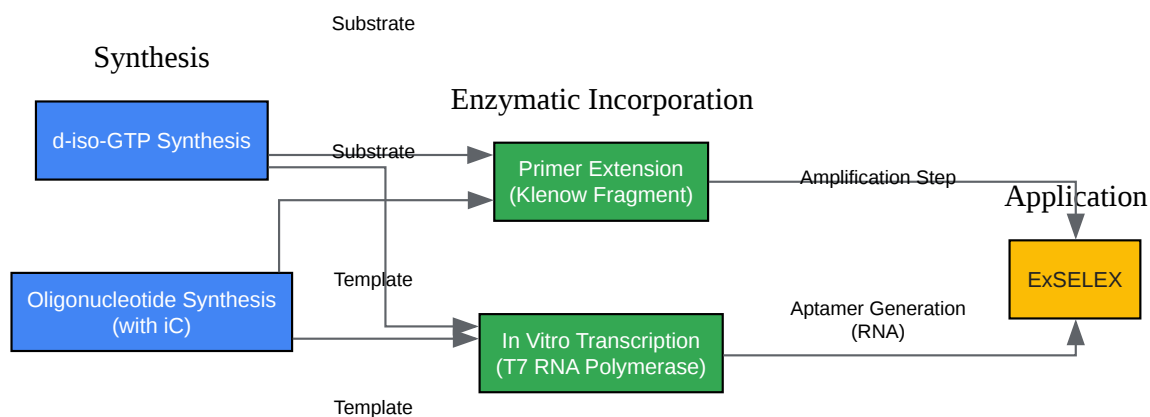 Substrate
Synthesis
Enzymatic Incorporation
d-iso-GTP Synthesis
Substrate
Primer Extension
(Klenow Fragment)
Amplification Step
Application
Oligonucleotide Synthesis
(with iC)
Template
In Vitro Transcription
(T7 RNA Polymerase)
Aptamer Generation
(RNA)
ExSELEX
Template